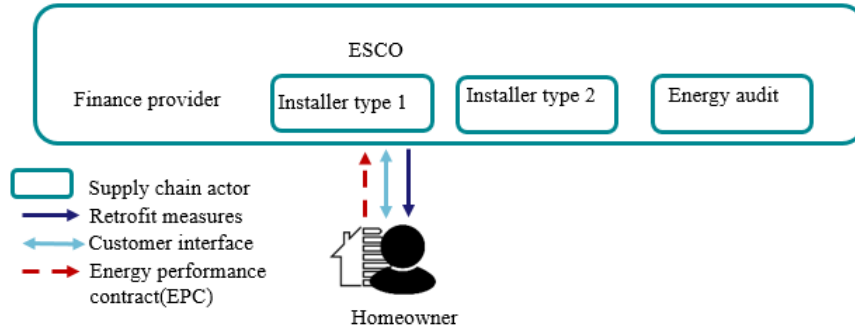 ESCO
Finance provider
Installer type 1
Installer type 2
Energy audit
Supply chain actor
Retrofit measures
Customer interface
Energy performance
contract(EPC)
Homeowner